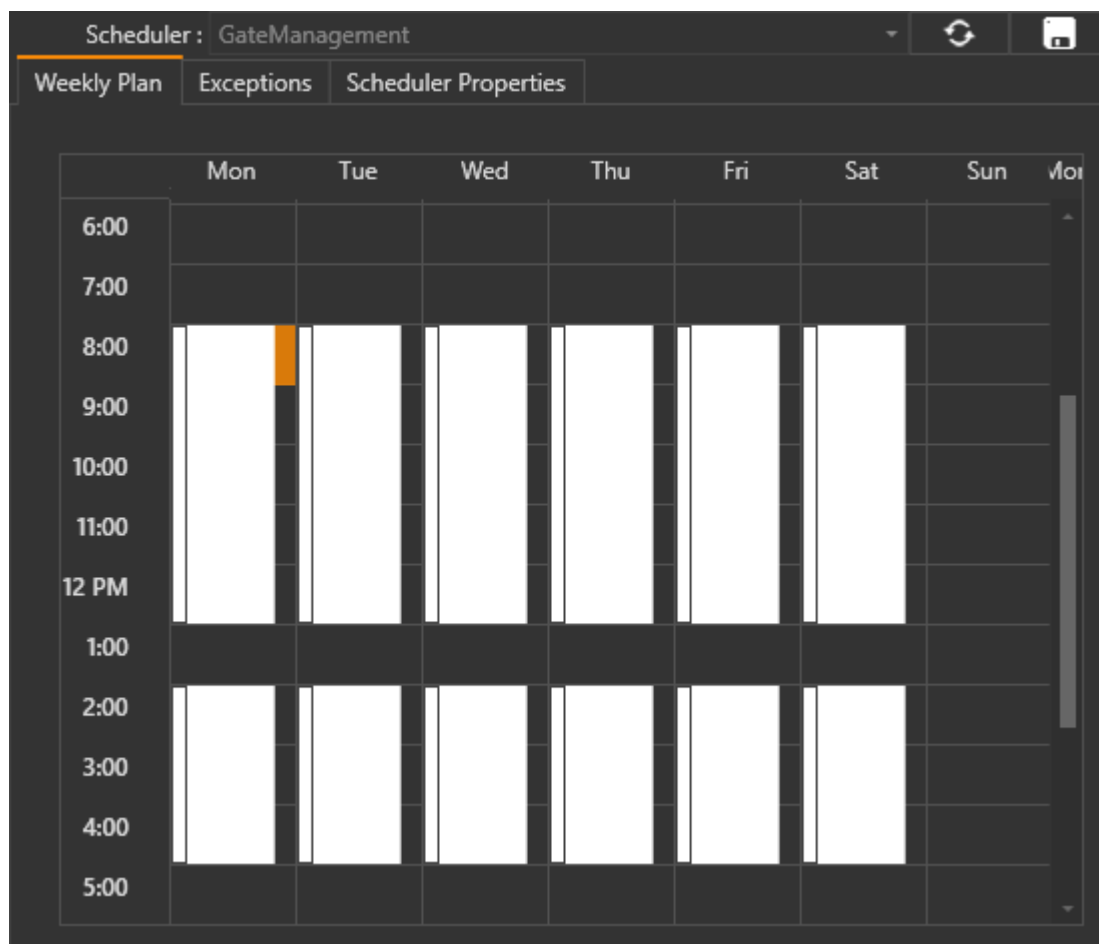 Scheduler : GateManagement
Weekly Plan Exceptions Scheduler Properties
Mon Tue Wed Thu Fri Sat Sun Mon
6:00
7:00
8:00
9:00
10:00
11:00
12 PM
1:00
2:00
3:00
4:00
5:00